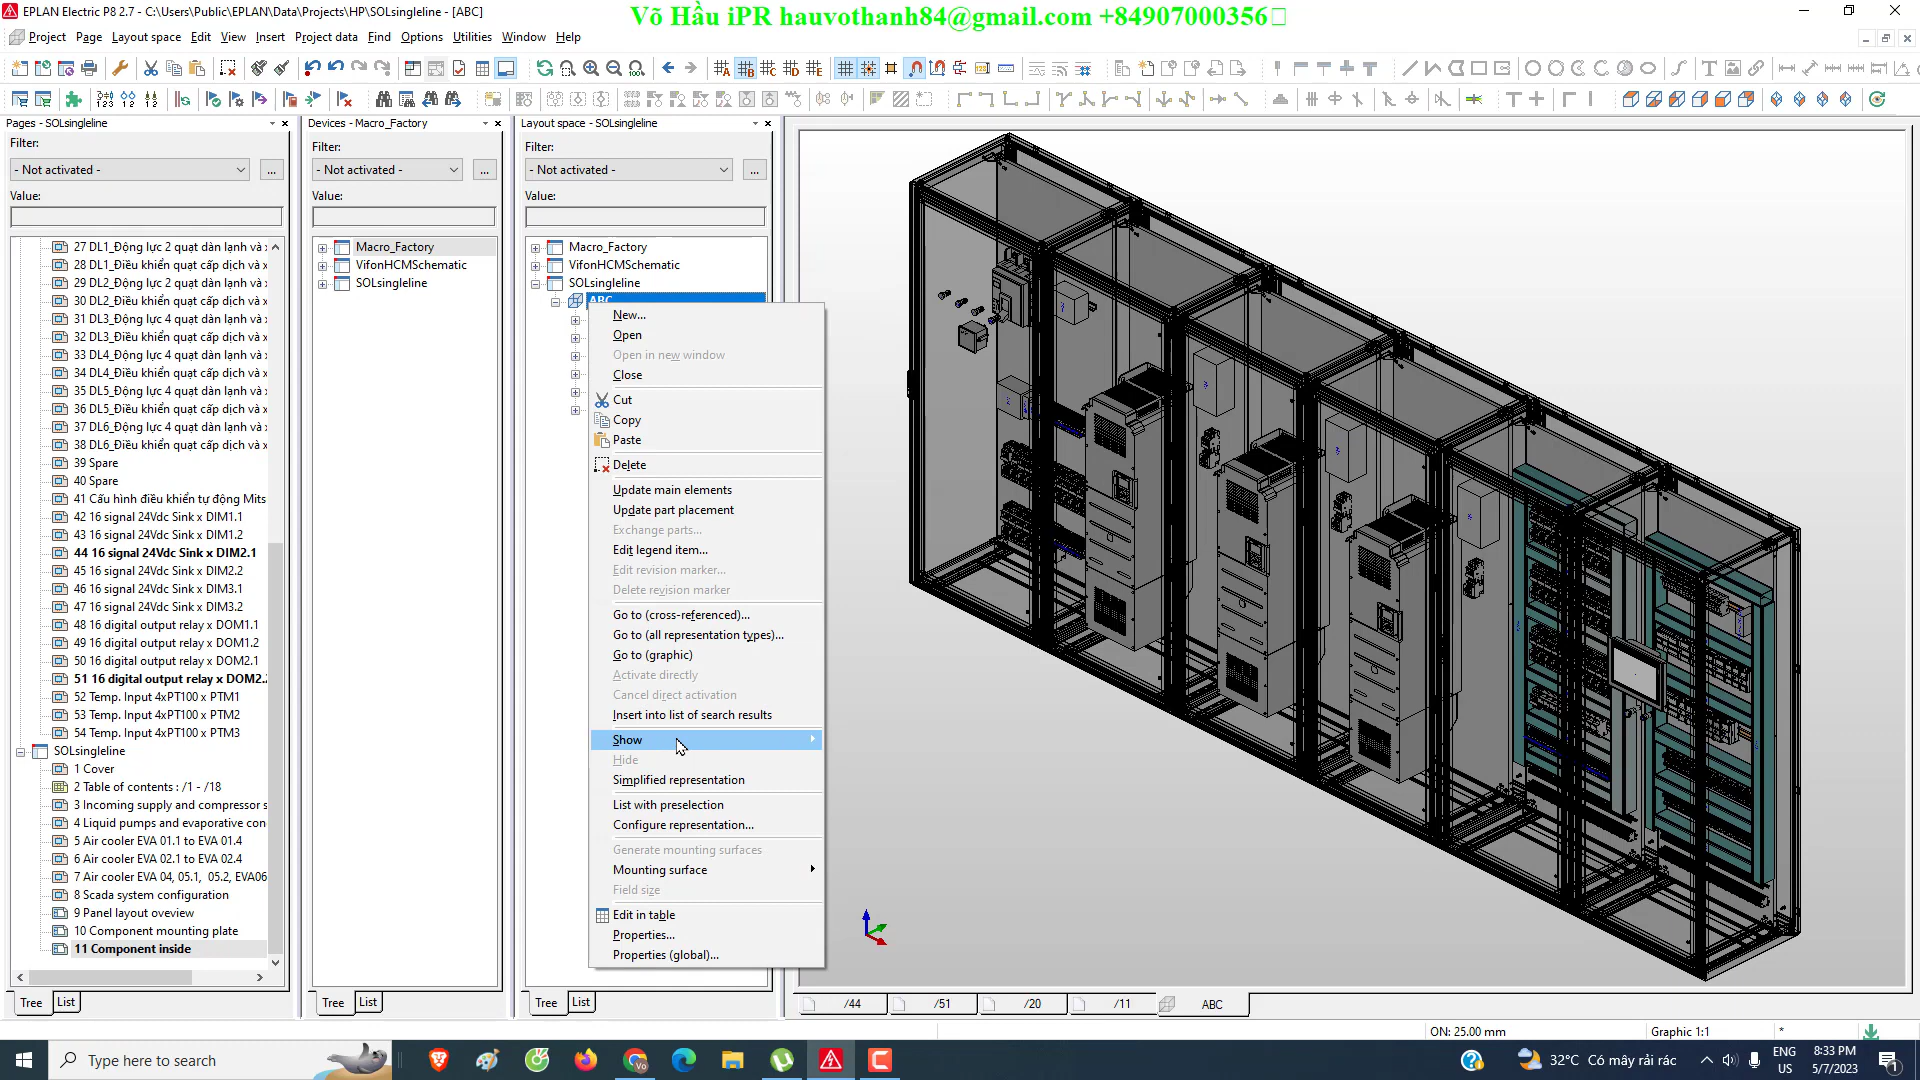 EPLAN Electric P8 2.7 - C:\Users\Public\EPLAN\Data\Projects\HP\SOLsingleline - [ABC]
Võ Hầu iPR hauvothanh84@gmail.com +84907000356
Project Page Layout space Edit View Insert Project data Find Options Utilities Window Help
Pages - SOLsingleline
Filter:
- Not activated -
...
Value:
27 DL1_Động lực 2 quạt dàn lạnh và x
28 DL1_Điều khiển quạt cấp dịch và x
29 DL2_Động lực 2 quạt dàn lạnh và x
30 DL2_Điều khiển quạt cấp dịch và x
31 DL3_Động lực 4 quạt dàn lạnh và x
32 DL3_Điều khiển quạt cấp dịch và x
33 DL4_Động lực 4 quạt dàn lạnh và x
34 DL4_Điều khiển quạt cấp dịch và x
35 DL5_Động lực 4 quạt dàn lạnh và x
36 DL5_Điều khiển quạt cấp dịch và x
37 DL6_Động lực 4 quạt dàn lạnh và x
38 DL6_Điều khiển quạt cấp dịch và x
39 Spare
40 Spare
41 Cấu hình điều khiển tự động Mits
42 16 signal 24Vdc Sink x DIM1.1
43 16 signal 24Vdc Sink x DIM1.2
44 16 signal 24Vdc Sink x DIM2.1
45 16 signal 24Vdc Sink x DIM2.2
46 16 signal 24Vdc Sink x DIM3.1
47 16 signal 24Vdc Sink x DIM3.2
48 16 digital output relay x DOM1.1
49 16 digital output relay x DOM1.2
50 16 digital output relay x DOM2.1
51 16 digital output relay x DOM2.2
52 Temp. Input 4xPT100 x PTM1
53 Temp. Input 4xPT100 x PTM2
54 Temp. Input 4xPT100 x PTM3
SOLsingleline
1 Cover
2 Table of contents : /1 - /18
3 Incoming supply and compressor s
4 Liquid pumps and evaporative con
5 Air cooler EVA 01.1 to EVA 01.4
6 Air cooler EVA 02.1 to EVA 02.4
7 Air cooler EVA 04, 05.1, 05.2, EVA06
8 Scada system configuration
9 Panel layout oveview
10 Component mounting plate
11 Component inside
Tree List
Devices - Macro_Factory
Filter:
- Not activated -
...
Value:
Macro_Factory
VifonHCMSchematic
SOLsingleline
Tree List
Layout space - SOLsingleline
Filter:
- Not activated -
...
Value:
Macro_Factory
VifonHCMSchematic
SOLsingleline
ABC
Tree List
New...
Open
Open in new window
Close
Cut
Copy
Paste
Delete
Update main elements
Update part placement
Exchange parts...
Edit legend item...
Edit revision marker...
Delete revision marker
Go to (cross-referenced)...
Go to (all representation types)...
Go to (graphic)
Activate directly
Cancel direct activation
Insert into list of search results
Show
Hide
Simplified representation
List with preselection
Configure representation...
Generate mounting surfaces
Mounting surface
Field size
Edit in table
Properties...
Properties (global)...
/44 /51 /20 /11 ABC
ON: 25.00 mm
Graphic 1:1
*
Type here to search
32°C Có mây rải rác
ENG
US
8:33 PM
5/7/2023
1